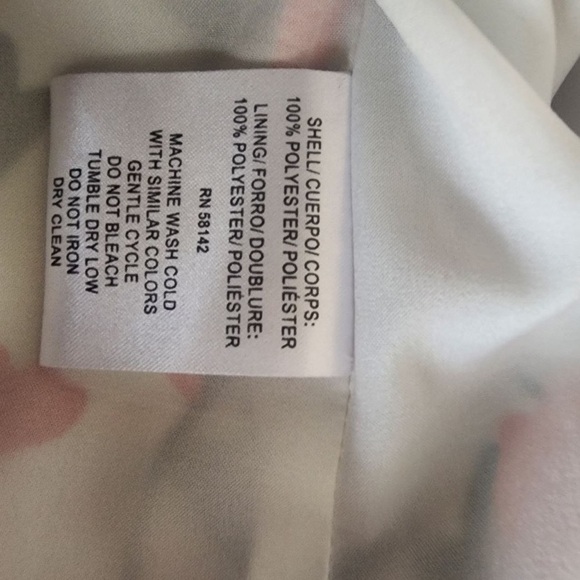 SHELL/ CUERPO/ CORPS:
100% POLYESTER/ POLIÉSTER
LINING/ FORRO/ DOUBLURE:
100% POLYESTER/ POLIÉSTER
RN 58142
MACHINE WASH COLD
WITH SIMILAR COLORS
GENTLE CYCLE
DO NOT BLEACH
TUMBLE DRY LOW
DO NOT IRON
DRY CLEAN